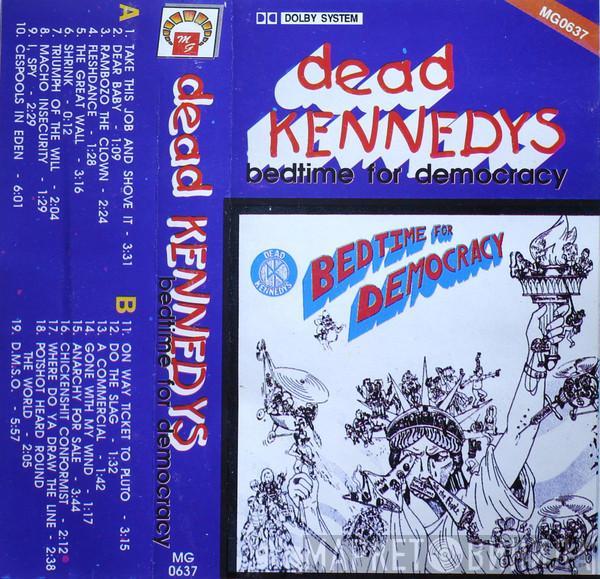 A
1. TAKE THIS JOB AND SHOVE IT - 3:31
2. DEAR BABY - 1:09
3. RAMBOZO THE CLOWN - 2:24
4. FLESHDANCE - 1:28
5. THE GREAT WALL - 3:16
6. SHRINK - 0:12
7. TRIUMPH OF THE WILL - 2:04
8. MACHO INSECURITY - 1:29
9. I, SPY - 2:29
10. CESPOOLS IN EDEN - 6:01
B
11. ON WAY TICKET TO PLUTO - 3:15
12. DO THE SLAG - 1:32
13. A COMMERCIAL - 1:42
14. GONE WITH MY WIND - 1:17
15. ANARCHY FOR SALE - 3:44
16. CHICKENSHIT CONFORMIST - 2:12
17. WHERE DO YA DRAW THE LINE - 2:38
18. POTSHOT HEARD ROUND
THE WORLD - 2:05
19. D.M.S.O. - 5:57
MG
dead KENNEDYS
bedtime for democracy
MG
0637
DOLBY SYSTEM
MG0637
dead
KENNEDYS
bedtime for democracy
DEAD
KENNEDYS
BEDTIME FOR
DEMOCRACY